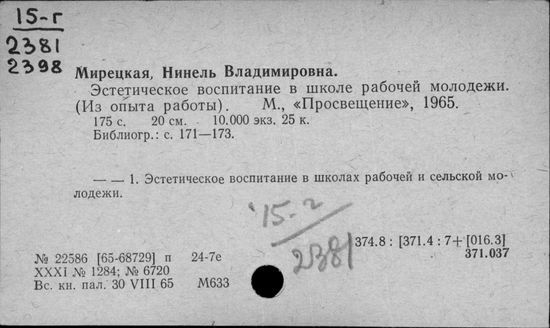 15-г
2381
2398
Мирецкая, Нинель Владимировна.
Эстетическое воспитание в школе рабочей молодежи.
(Из опыта работы). М., «Просвещение», 1965.
175 с. 20 см. 10.000 экз. 25 к.
Библиогр.: с. 171—173.
— — 1. Эстетическое воспитание в школах рабочей и сельской мо-
лодежи.
15-г
2381
374.8 : [371.4 : 7+[016.3]
371.037
№ 22586 [65-68729] п 24-7е
XXXI № 1284; № 6720
Вс. кн. пал. 30 VIII 65 М633